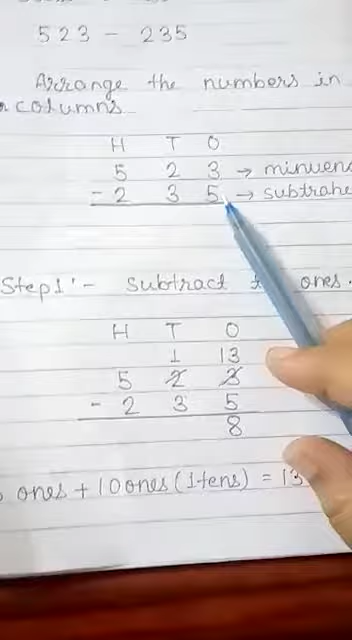 523 - 235
Arrange the numbers in
columns
H T O
5 2 3 → minuend
- 2 3 5 → subtrahe
Step1:- Subtract ones.
H T O
1 13
5 2 3
- 2 3 5
8
ones + 10 ones (1 tens) = 13